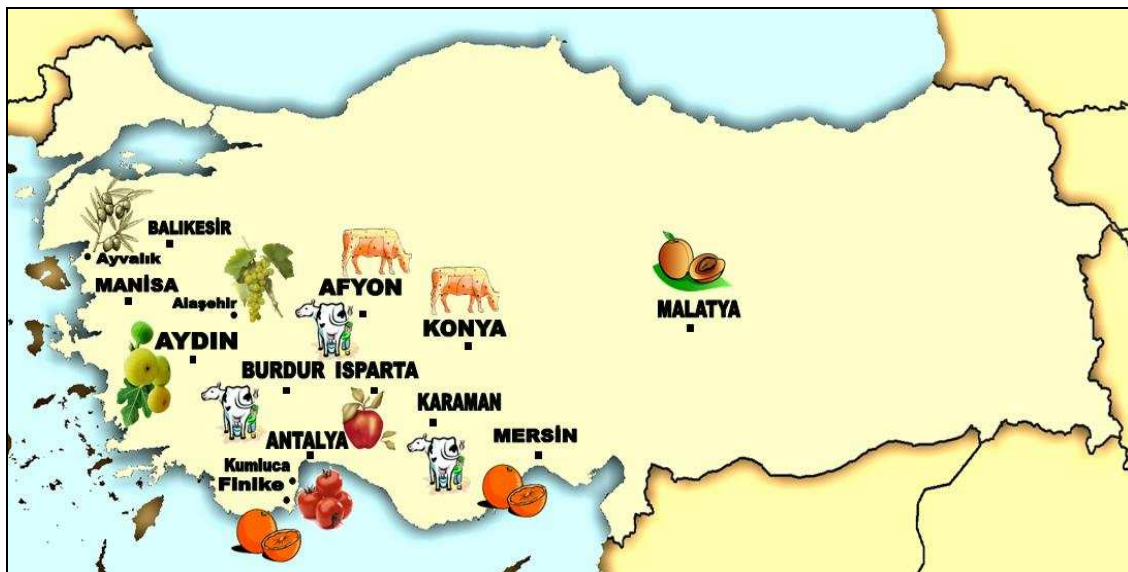 BALIKESİR
Ayvalık
MANİSA
Alaşehir
AFYON
MALATYA
KONYA
AYDIN
BURDUR ISPARTA
KARAMAN
ANTALYA
MERSİN
Kumluca
Finike